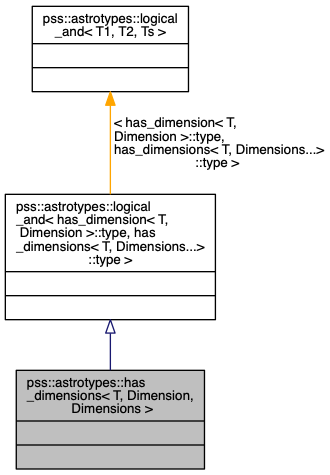 pss::astrotypes::logical
_and< T1, T2, Ts >
< has_dimension< T,
Dimension >::type,
has_dimensions< T, Dimensions...>
::type >
pss::astrotypes::logical
_and< has_dimension< T,
Dimension >::type, has
_dimensions< T, Dimensions...>
::type >
pss::astrotypes::has
_dimensions< T, Dimension,
Dimensions >